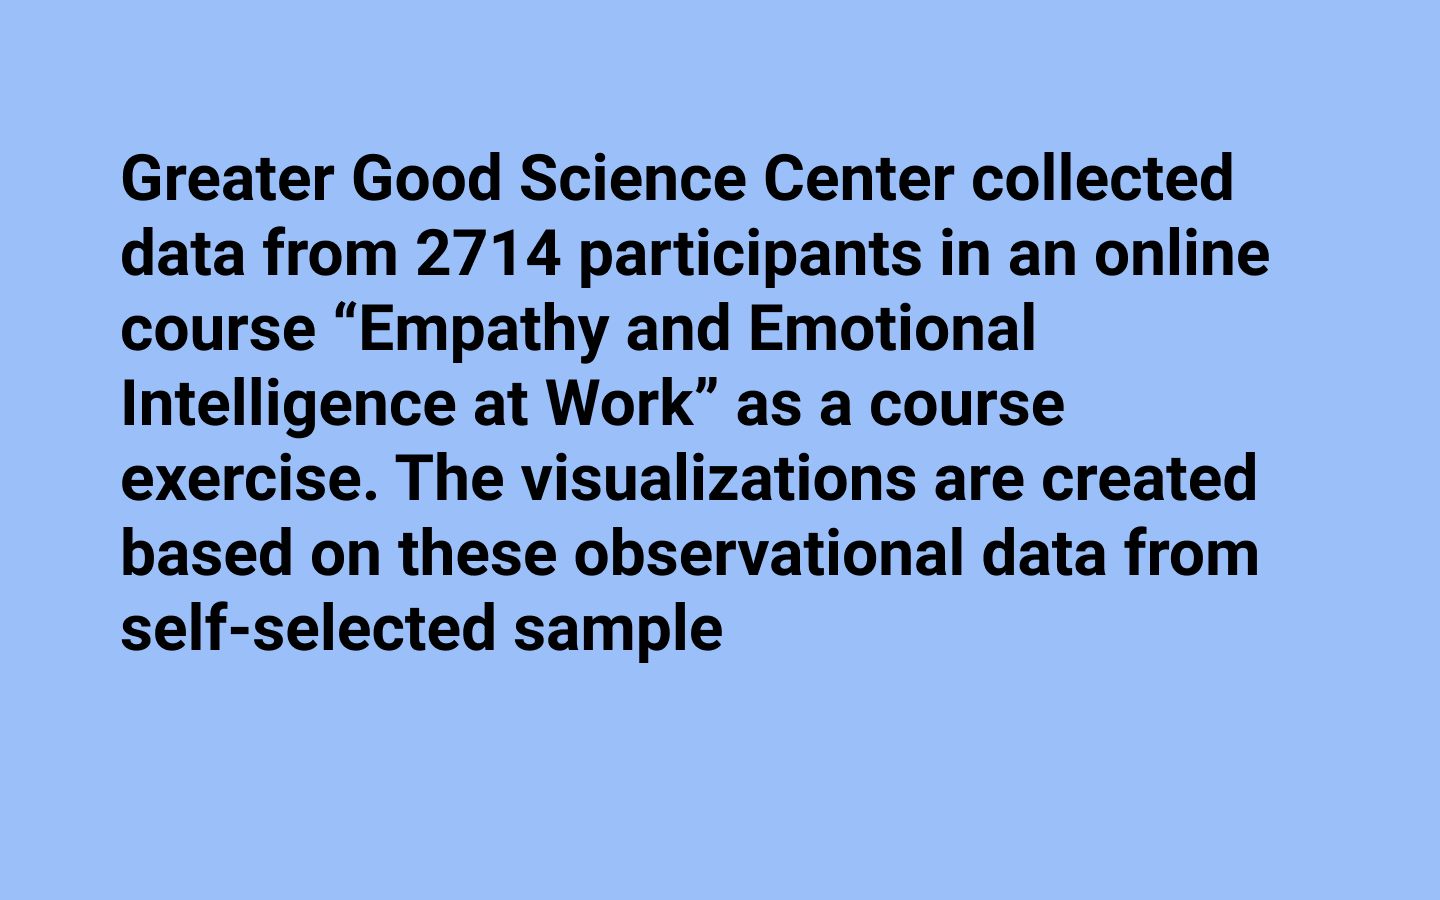 Greater Good Science Center collected
data from 2714 participants in an online
course “Empathy and Emotional
Intelligence at Work” as a course
exercise. The visualizations are created
based on these observational data from
self-selected sample